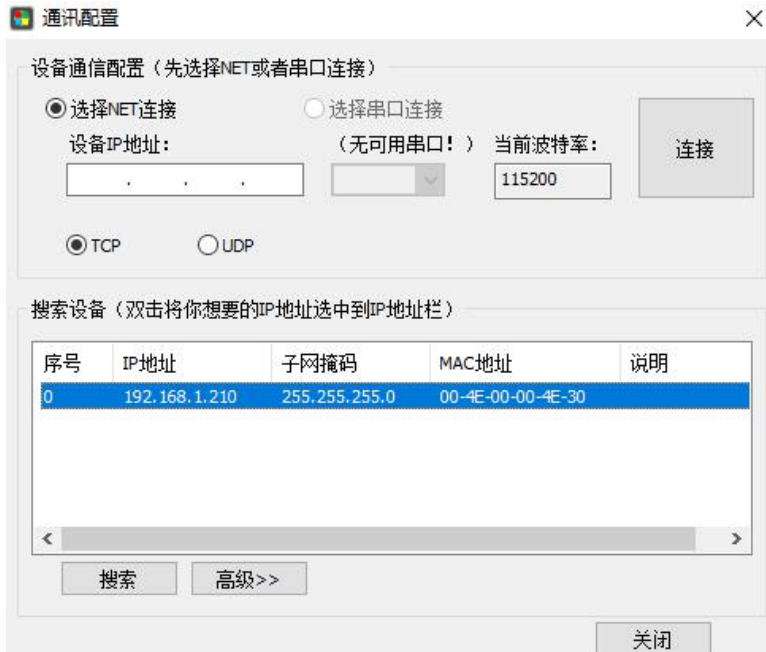 通讯配置
设备通信配置（先选择NET或者串口连接）
选择NET连接 选择串口连接
设备IP地址： （无可用串口！） 当前波特率： 连接
. . . 115200
TCP UDP
搜索设备（双击将你想要的IP地址选中到IP地址栏）
序号 IP地址 子网掩码 MAC地址 说明
0 192.168.1.210 255.255.255.0 00-4E-00-00-4E-30
搜索 高级>>
关闭